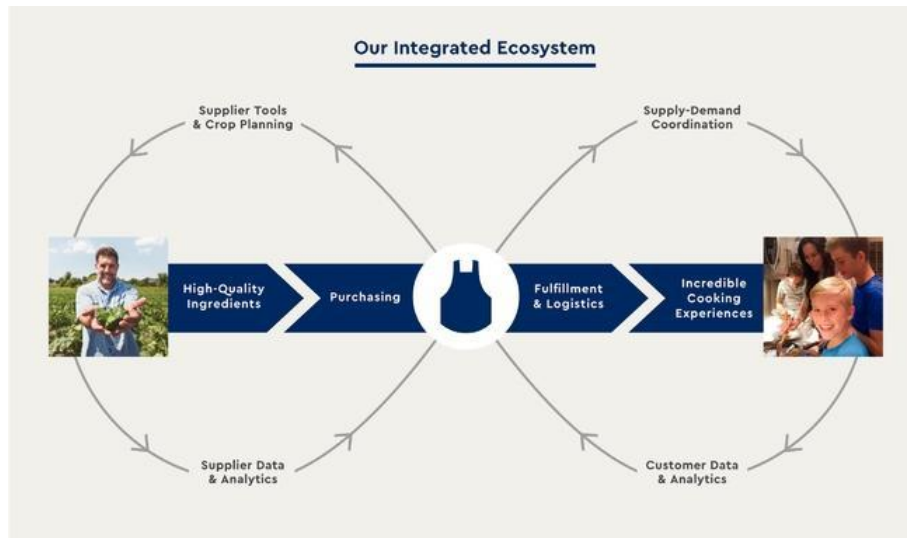 Our Integrated Ecosystem
Supplier Tools
& Crop Planning
Supply-Demand
Coordination
High-Quality
Ingredients
Purchasing
Fulfillment
& Logistics
Incredible
Cooking
Experiences
Supplier Data
& Analytics
Customer Data
& Analytics